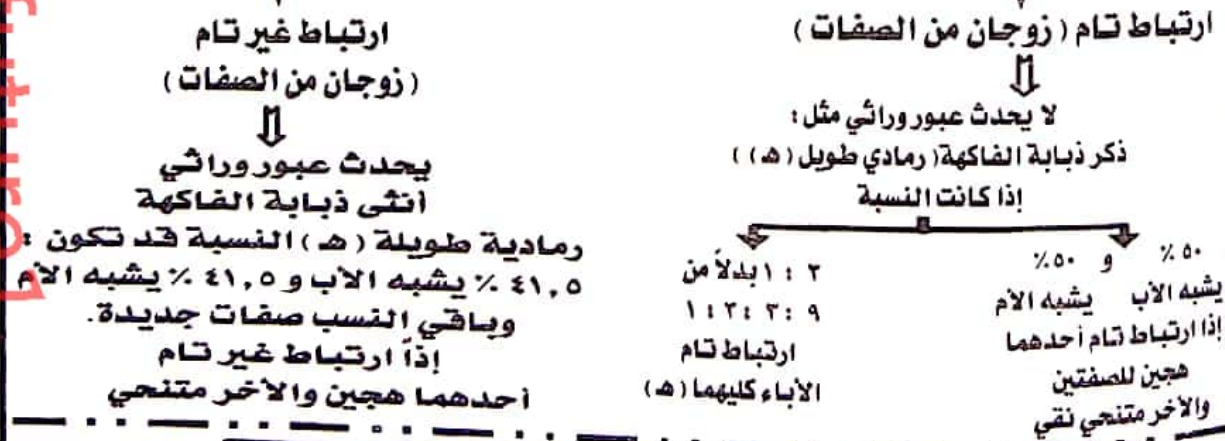 ارتباط تام ( زوجان من الصفات )
لا يحدث عبور وراثي مثل :
ذكر ذبابة الفاكهة( رمادي طويل ( هـ ) )
إذا كانت النسبة
٥٠ ٪ و ٥٠ ٪
يشبه الأب يشبه الأم
إذا ارتباط تام أحدهما
هجين للصفتين
والآخر متنحي نقي
٣ : ١ بدلاً من
٩ : ٣ : ٣ : ١
ارتباط تام
الأباء كليهما ( هـ )
ارتباط غير تام
( زوجان من الصفات )
يحدث عبور وراثي
أنثى ذبابة الفاكهة
رمادية طويلة ( هـ ) النسبة قد تكون :
٤١,٥ ٪ يشبه الأب و ٤١,٥ ٪ يشبه الأم
وباقي النسب صفات جديدة.
إذاً ارتباط غير تام
أحدهما هجين والآخر متنحي